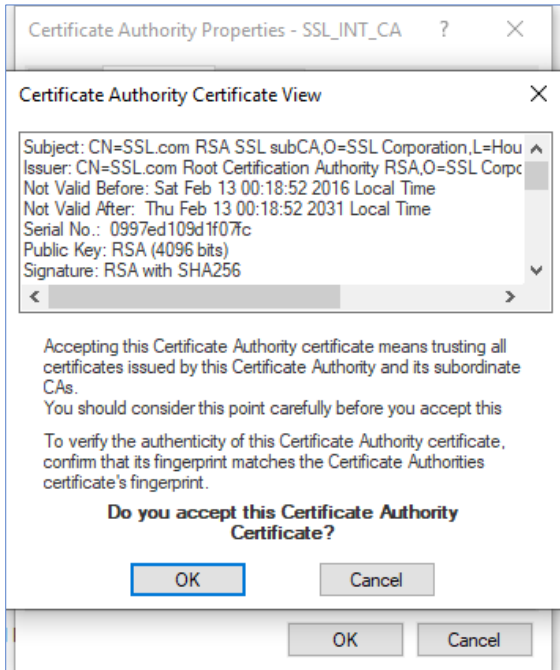 Certificate Authority Properties - SSL_INT_CA ?
Certificate Authority Certificate View
Subject: CN=SSL.com RSA SSL subCA,O=SSL Corporation,L=Hou
Issuer: CN=SSL.com Root Certification Authority RSA,O=SSL Corpo
Not Valid Before: Sat Feb 13 00:18:52 2016 Local Time
Not Valid After: Thu Feb 13 00:18:52 2031 Local Time
Serial No.: 0997ed109d1f07fc
Public Key: RSA (4096 bits)
Signature: RSA with SHA256
Accepting this Certificate Authority certificate means trusting all
certificates issued by this Certificate Authority and its subordinate
CAs.
You should consider this point carefully before you accept this
To verify the authenticity of this Certificate Authority certificate,
confirm that its fingerprint matches the Certificate Authorities
certificate's fingerprint.
Do you accept this Certificate Authority
Certificate?
OK Cancel
OK Cancel